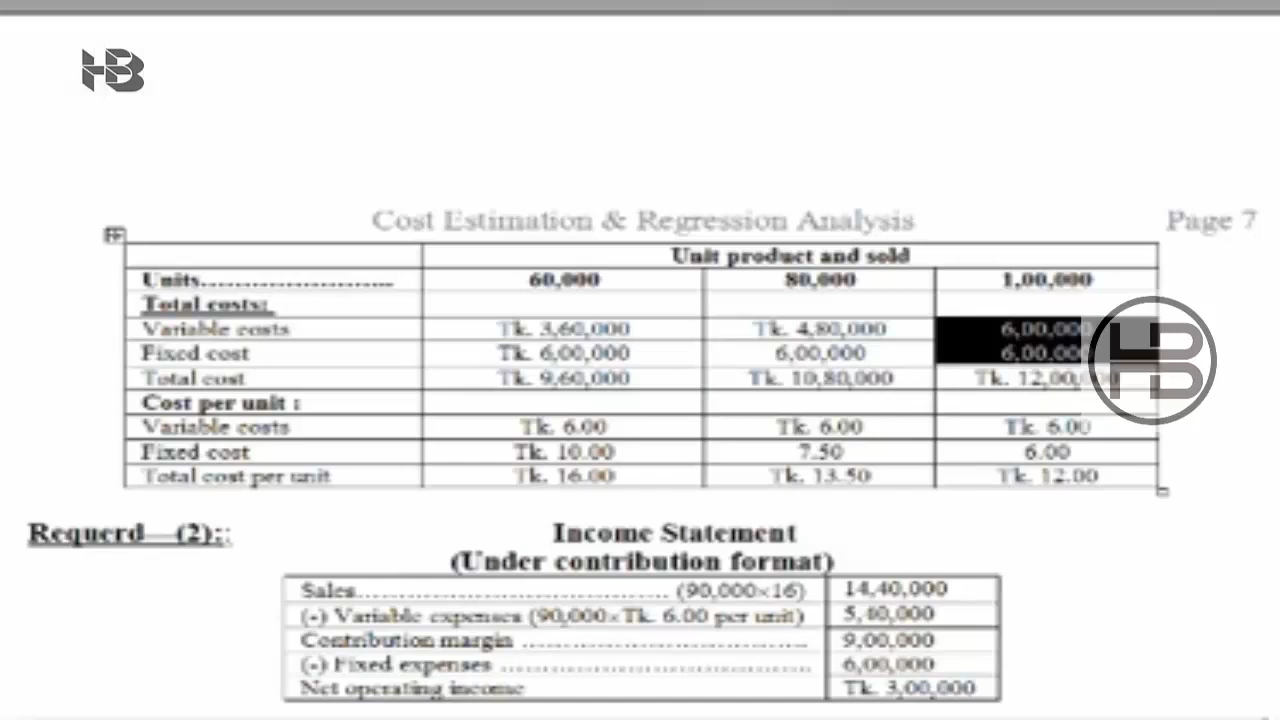 HB
Cost Estimation & Regression Analysis Page 7
Unit product and sold
Units........................ 60,000 80,000 1,00,000
Total costs:
Variable costs Tk. 3,60,000 Tk. 4,80,000 6,00,000
Fixed cost Tk. 6,00,000 6,00,000 6,00,000
Total cost Tk. 9,60,000 Tk. 10,80,000 Tk. 12,00,000
Cost per unit :
Variable costs Tk. 6.00 Tk. 6.00 Tk. 6.00
Fixed cost Tk. 10.00 7.50 6.00
Total cost per unit Tk. 16.00 Tk. 13.50 Tk. 12.00
Requerd—(2):: Income Statement
(Under contribution format)
Sales....................................... (90,000×16) 14,40,000
(-) Variable expenses (90,000×Tk. 6.00 per unit) 5,40,000
Contribution margin .................................... 9,00,000
(-) Fixed expenses ....................................... 6,00,000
Net operating income Tk. 3,00,000